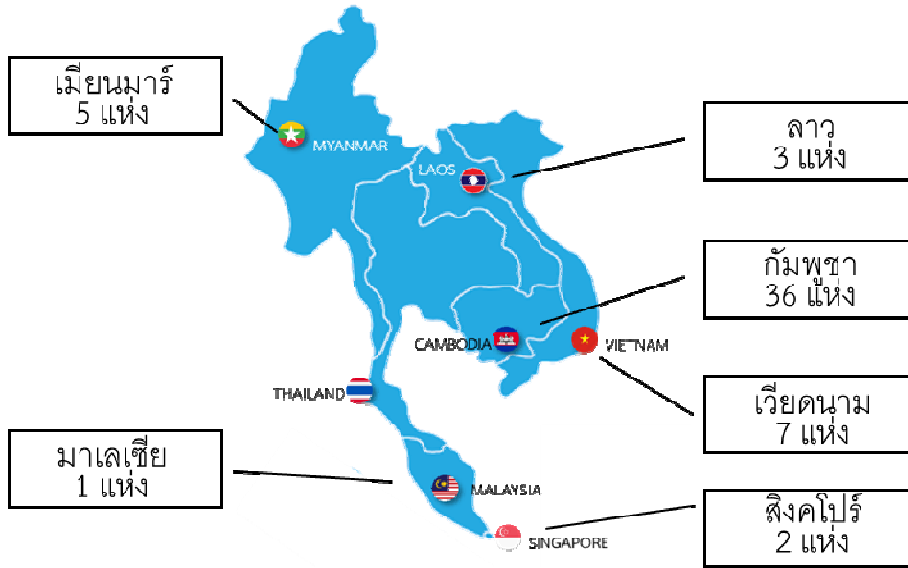 เมียนมาร์
5 แห่ง
MYANMAR
ลาว
3 แห่ง
LAOS
กัมพูชา
36 แห่ง
CAMBODIA
VIETNAM
THAILAND
เวียดนาม
7 แห่ง
มาเลเซีย
1 แห่ง
MALAYSIA
สิงคโปร์
2 แห่ง
SINGAPORE